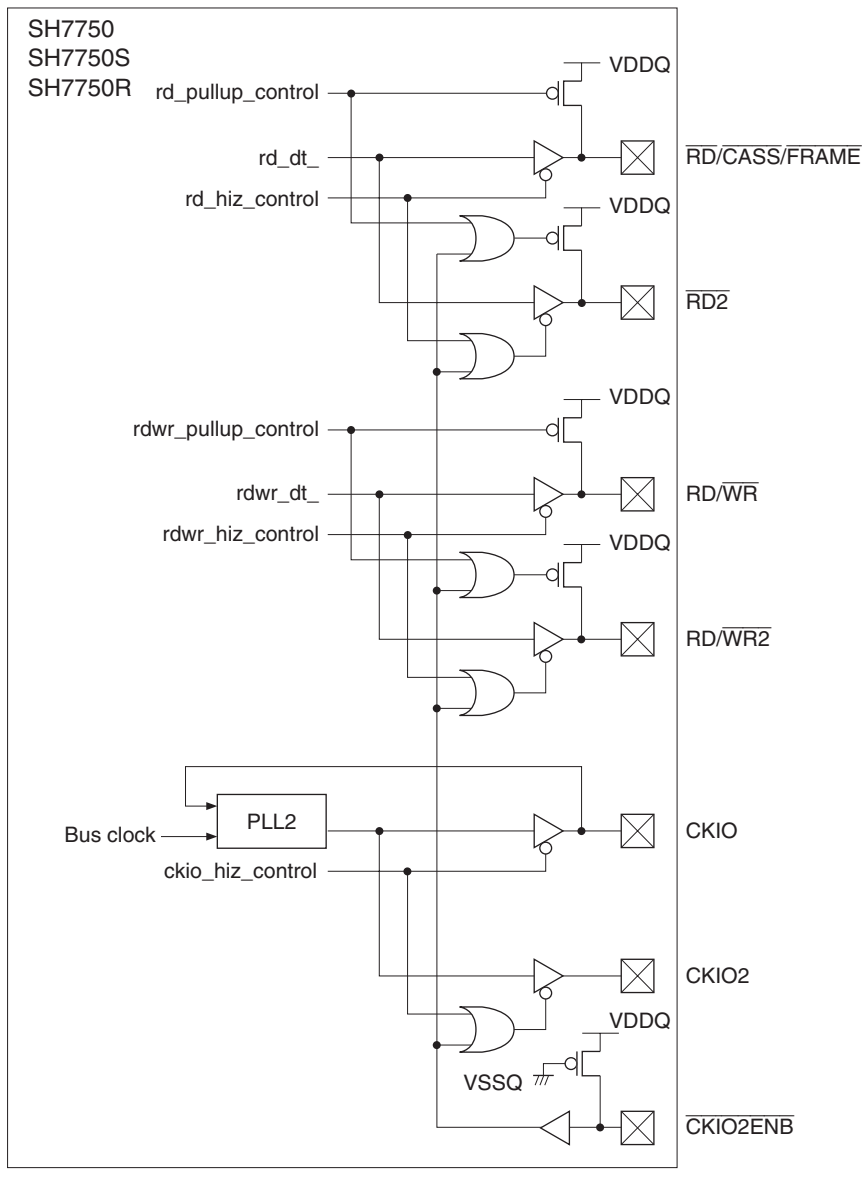 SH7750
SH7750S
SH7750R
rd_pullup_control
VDDQ
rd_dt_
RD/CASS/FRAME
rd_hiz_control
VDDQ
RD2
VDDQ
rdwr_pullup_control
rdwr_dt_
RD/WR
rdwr_hiz_control
VDDQ
RD/WR2
PLL2
Bus clock
CKIO
ckio_hiz_control
CKIO2
VDDQ
VSSQ
CKIO2ENB